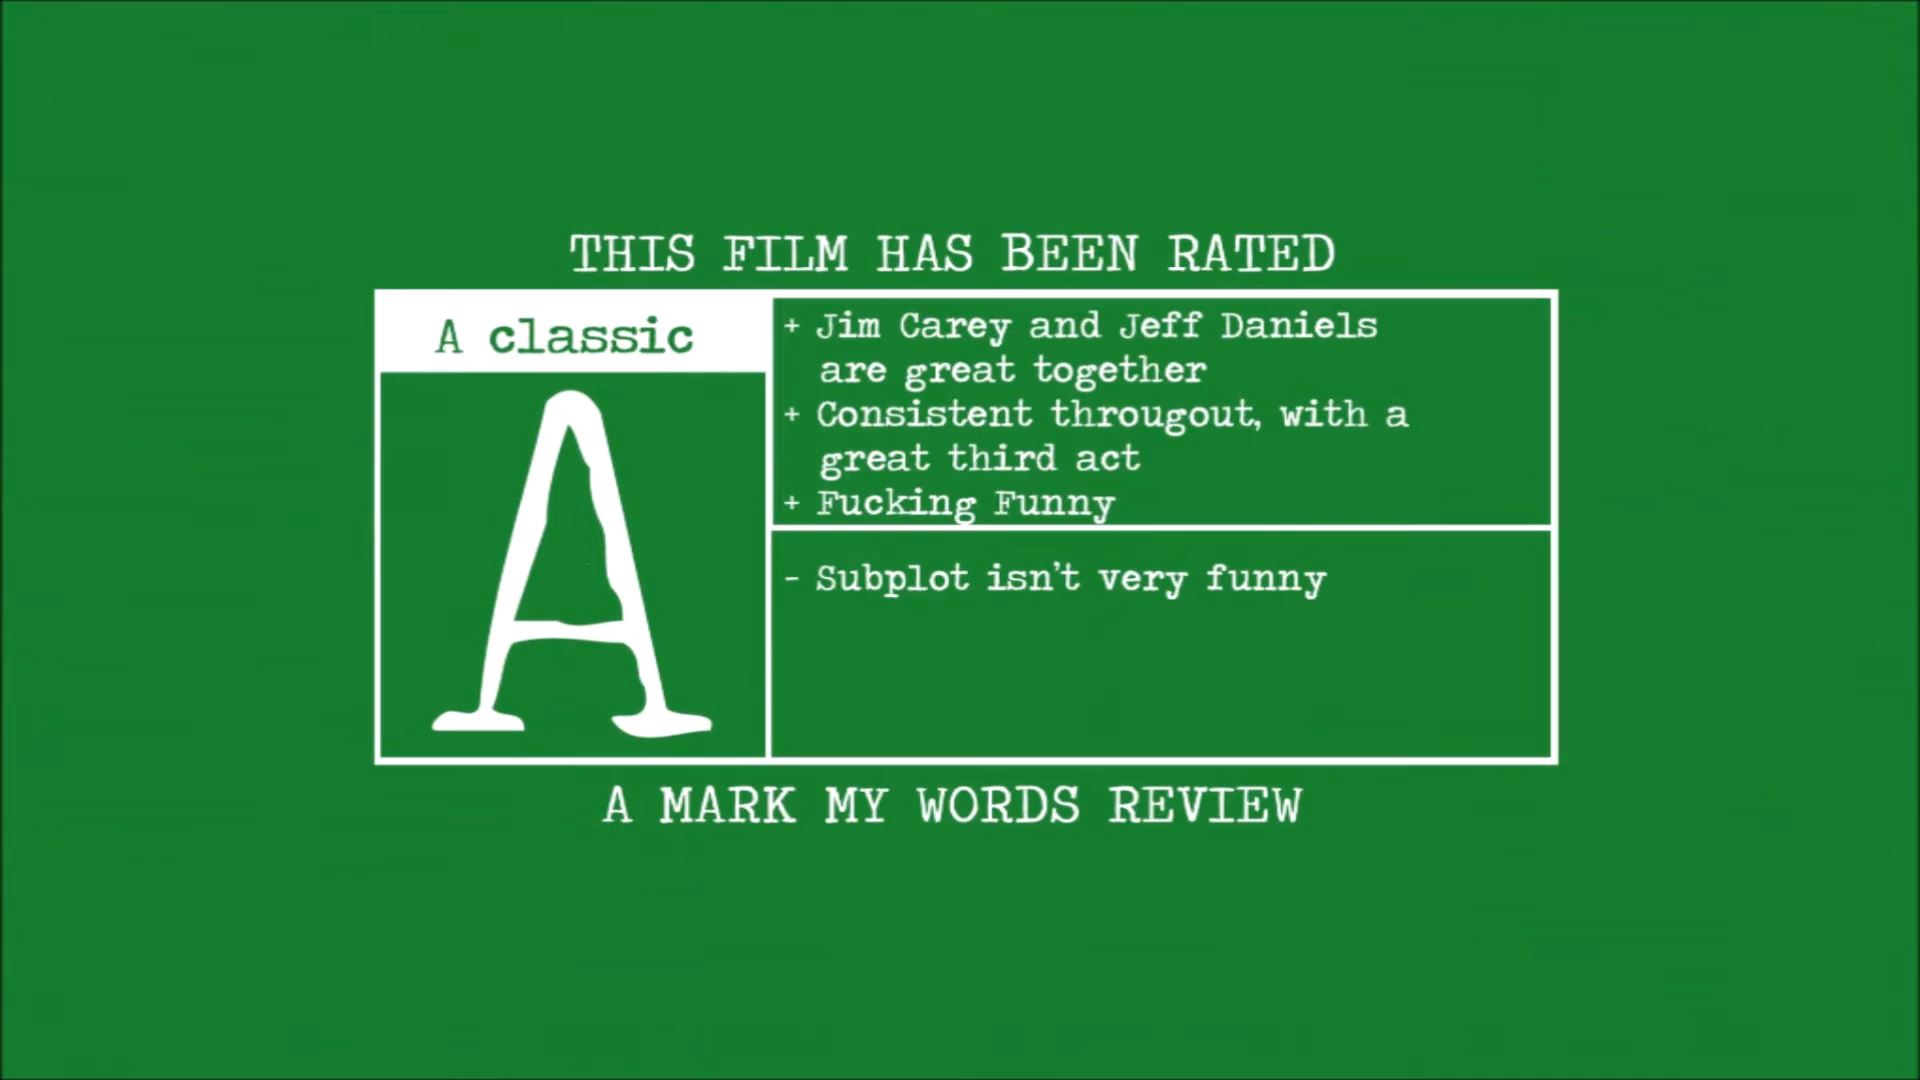 THIS FILM HAS BEEN RATED
A classic
A
+ Jim Carey and Jeff Daniels
are great together
+ Consistent througout, with a
great third act
+ Fucking Funny
- Subplot isn't very funny
A MARK MY WORDS REVIEW